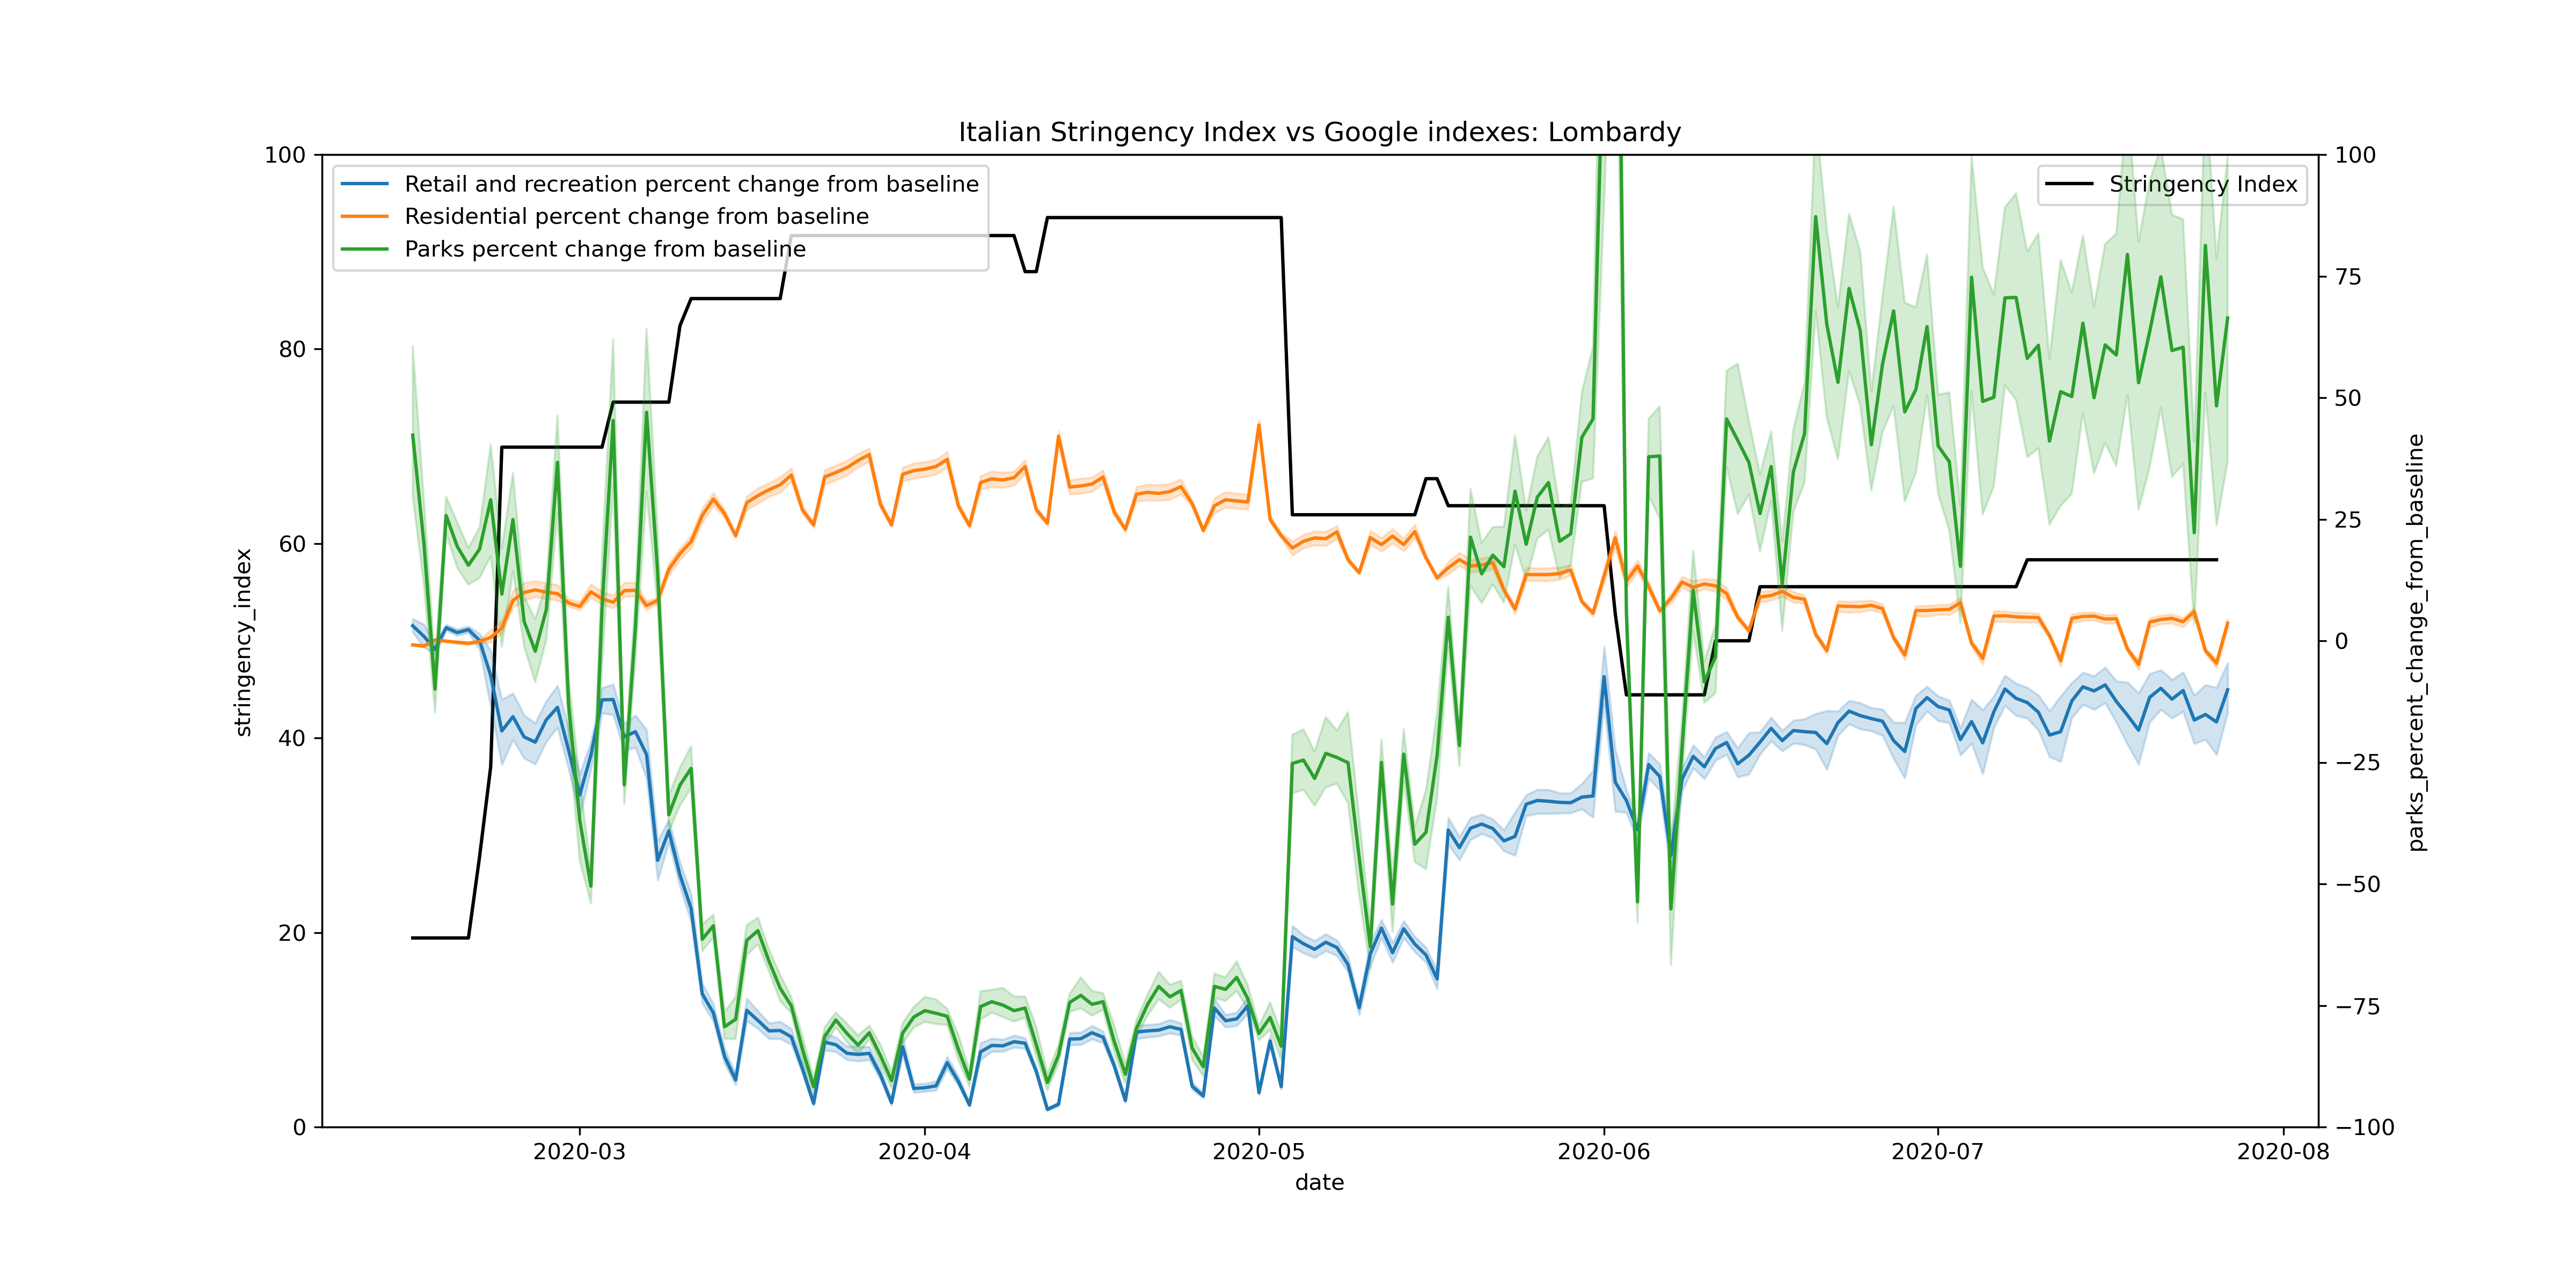 Italian Stringency Index vs Google indexes: Lombardy
Retail and recreation percent change from baseline
Residential percent change from baseline
Parks percent change from baseline
Stringency Index
stringency_index
100
80
60
40
20
0
parks_percent_change_from_baseline
100
75
50
25
0
−25
−50
−75
−100
2020-03
2020-04
2020-05
2020-06
2020-07
2020-08
date